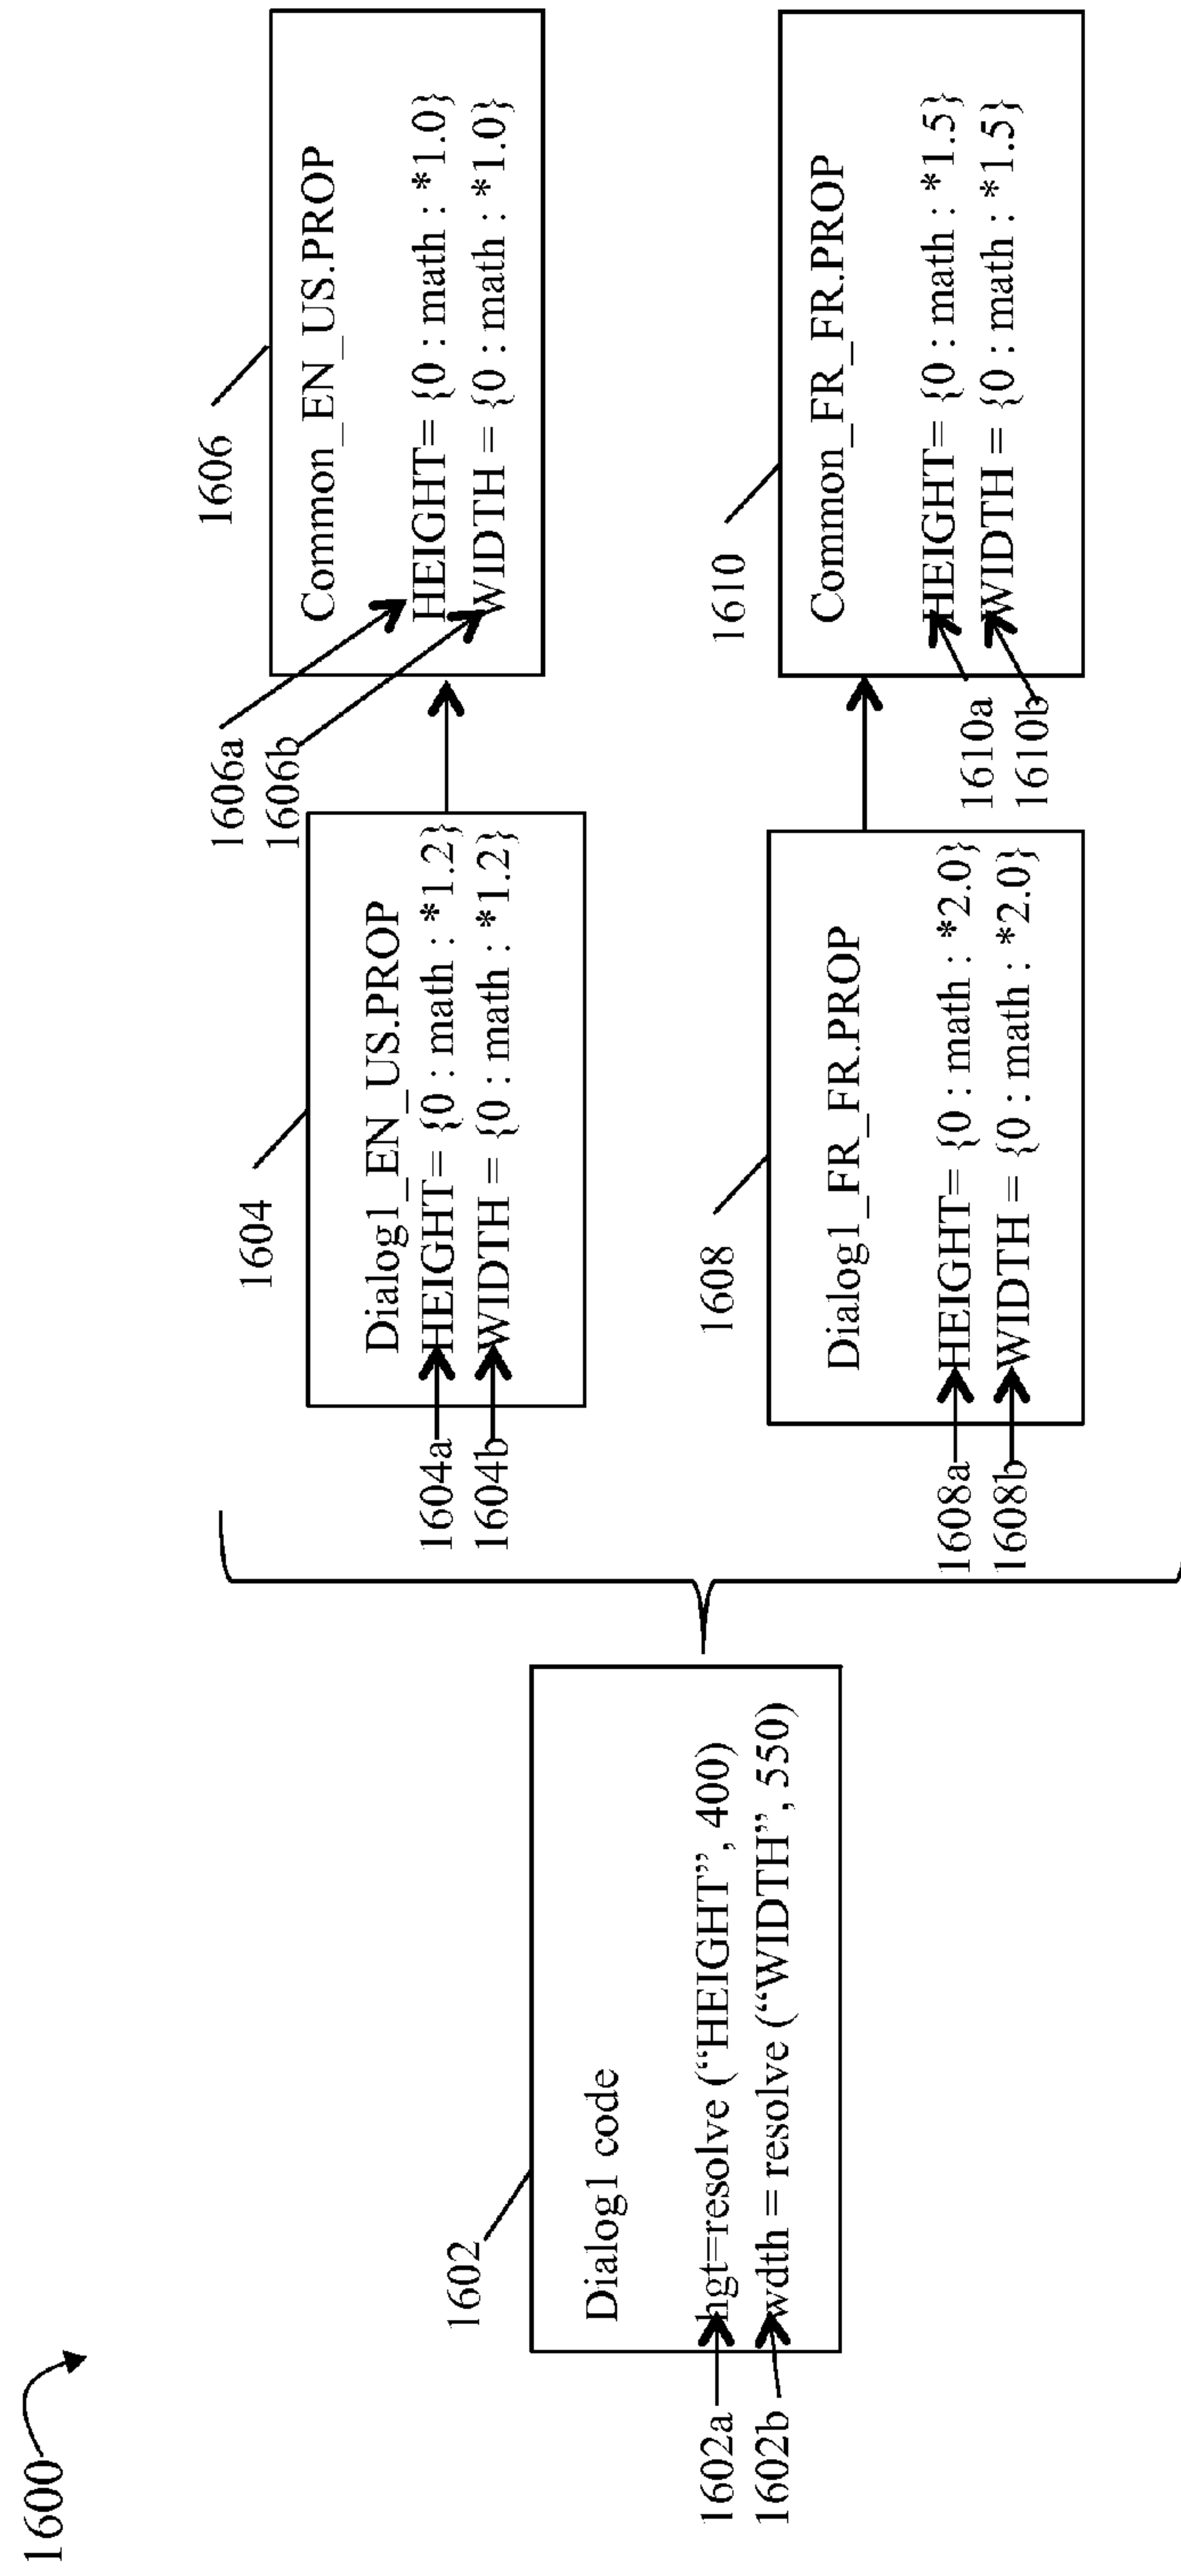 1600
1602
Dialog1 code
1602a
hgt=resolve (“HEIGHT”, 400)
1602b
wdth = resolve (“WIDTH”, 550)
1604
Dialog1_EN_US.PROP
1604a
HEIGHT= {0 : math : *1.2}
1604b
WIDTH = {0 : math : *1.2}
1606
Common_EN_US.PROP
1606a
HEIGHT= {0 : math : *1.0}
1606b
WIDTH = {0 : math : *1.0}
1608
Dialog1_FR_FR.PROP
1608a
HEIGHT= {0 : math : *2.0}
1608b
WIDTH = {0 : math : *2.0}
1610
Common_FR_FR.PROP
1610a
HEIGHT= {0 : math : *1.5}
1610b
WIDTH = {0 : math : *1.5}